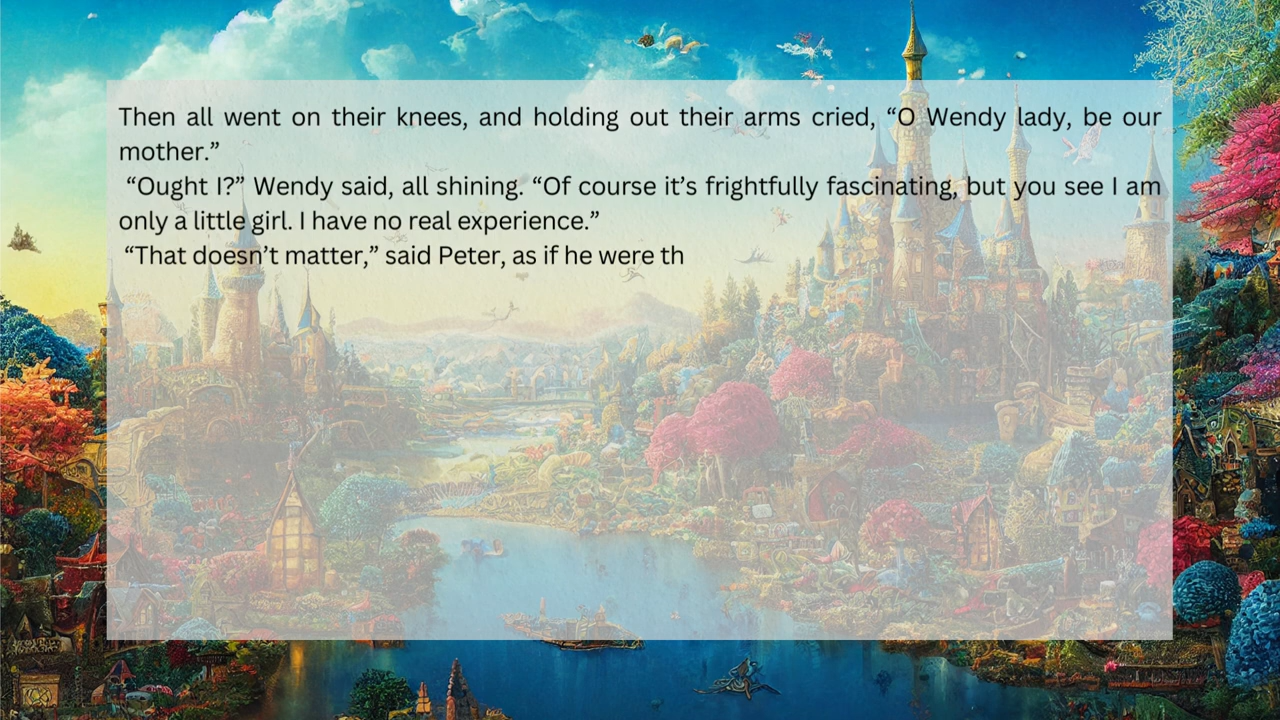 Then all went on their knees, and holding out their arms cried, “O Wendy lady, be our
mother.”
“Ought I?” Wendy said, all shining. “Of course it’s frightfully fascinating, but you see I am
only a little girl. I have no real experience.”
“That doesn’t matter,” said Peter, as if he were th